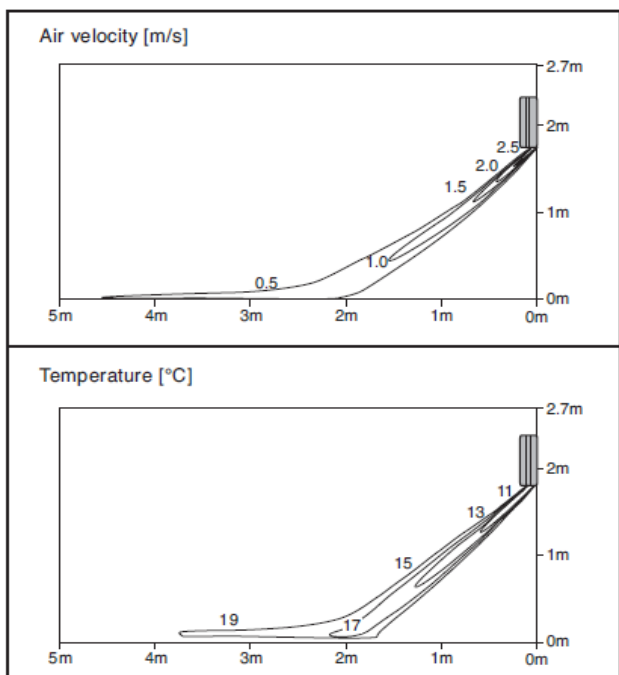 Air velocity [m/s]
2.7m
2m
2.5
2.0
1.5
1m
1.0
0.5
0m
5m 4m 3m 2m 1m 0m
Temperature [°C]
2.7m
2m
11
13
15
1m
19 17
0m
5m 4m 3m 2m 1m 0m